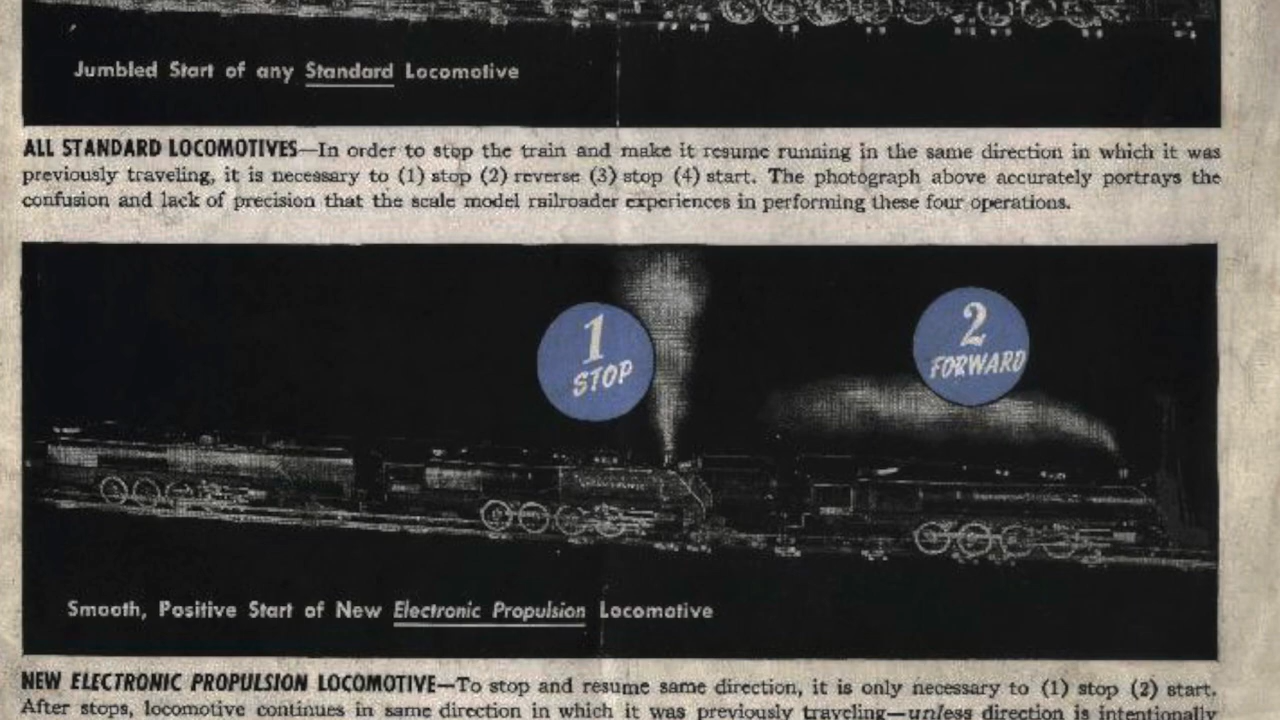 Jumbled Start of any Standard Locomotive
ALL STANDARD LOCOMOTIVES—In order to stop the train and make it resume running in the same direction in which it was
previously traveling, it is necessary to (1) stop (2) reverse (3) stop (4) start. The photograph above accurately portrays the
confusion and lack of precision that the scale model railroader experiences in performing these four operations.
1
STOP
2
FORWARD
Smooth, Positive Start of New Electronic Propulsion Locomotive
NEW ELECTRONIC PROPULSION LOCOMOTIVE—To stop and resume same direction, it is only necessary to (1) stop (2) start.
After stops, locomotive continues in same direction in which it was previously traveling—unless direction is intentionally